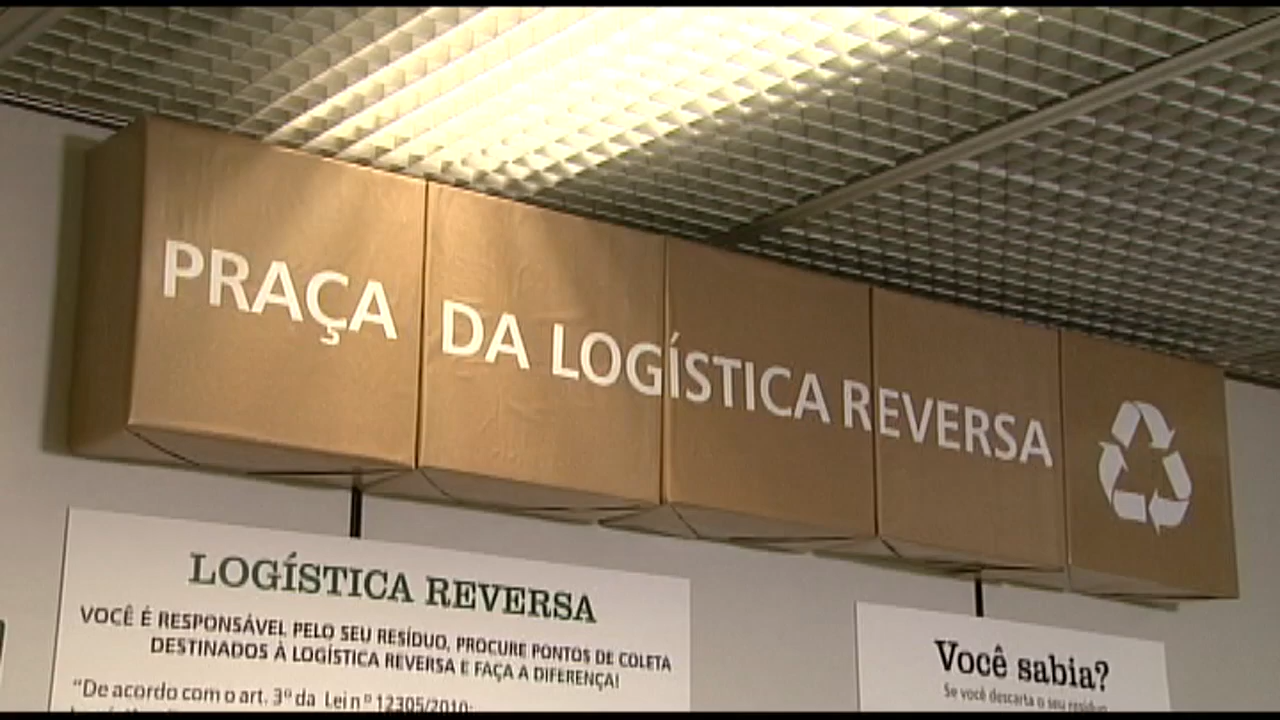 PRAÇA DA LOGÍSTICA REVERSA
LOGÍSTICA REVERSA
VOCÊ É RESPONSÁVEL PELO SEU RESÍDUO, PROCURE PONTOS DE COLETA
DESTINADOS À LOGÍSTICA REVERSA E FAÇA A DIFERENÇA!
"De acordo com o art. 3º da Lei nº 12305/2010:
Você sabia?
Se você descarta o seu resíduo